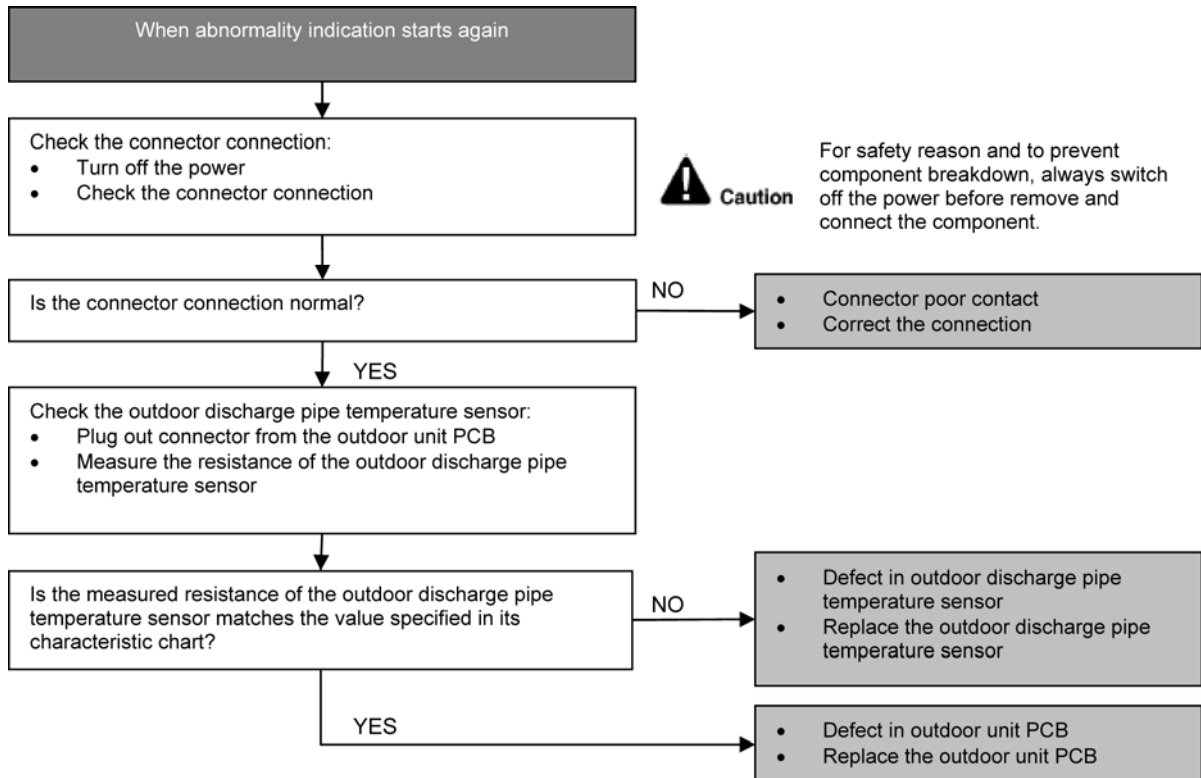 When abnormality indication starts again
Check the connector connection:
• Turn off the power
• Check the connector connection
Caution
For safety reason and to prevent
component breakdown, always switch
off the power before remove and
connect the component.
Is the connector connection normal?
NO
• Connector poor contact
• Correct the connection
YES
Check the outdoor discharge pipe temperature sensor:
• Plug out connector from the outdoor unit PCB
• Measure the resistance of the outdoor discharge pipe
temperature sensor
Is the measured resistance of the outdoor discharge pipe
temperature sensor matches the value specified in its
characteristic chart?
NO
• Defect in outdoor discharge pipe
temperature sensor
• Replace the outdoor discharge pipe
temperature sensor
YES
• Defect in outdoor unit PCB
• Replace the outdoor unit PCB